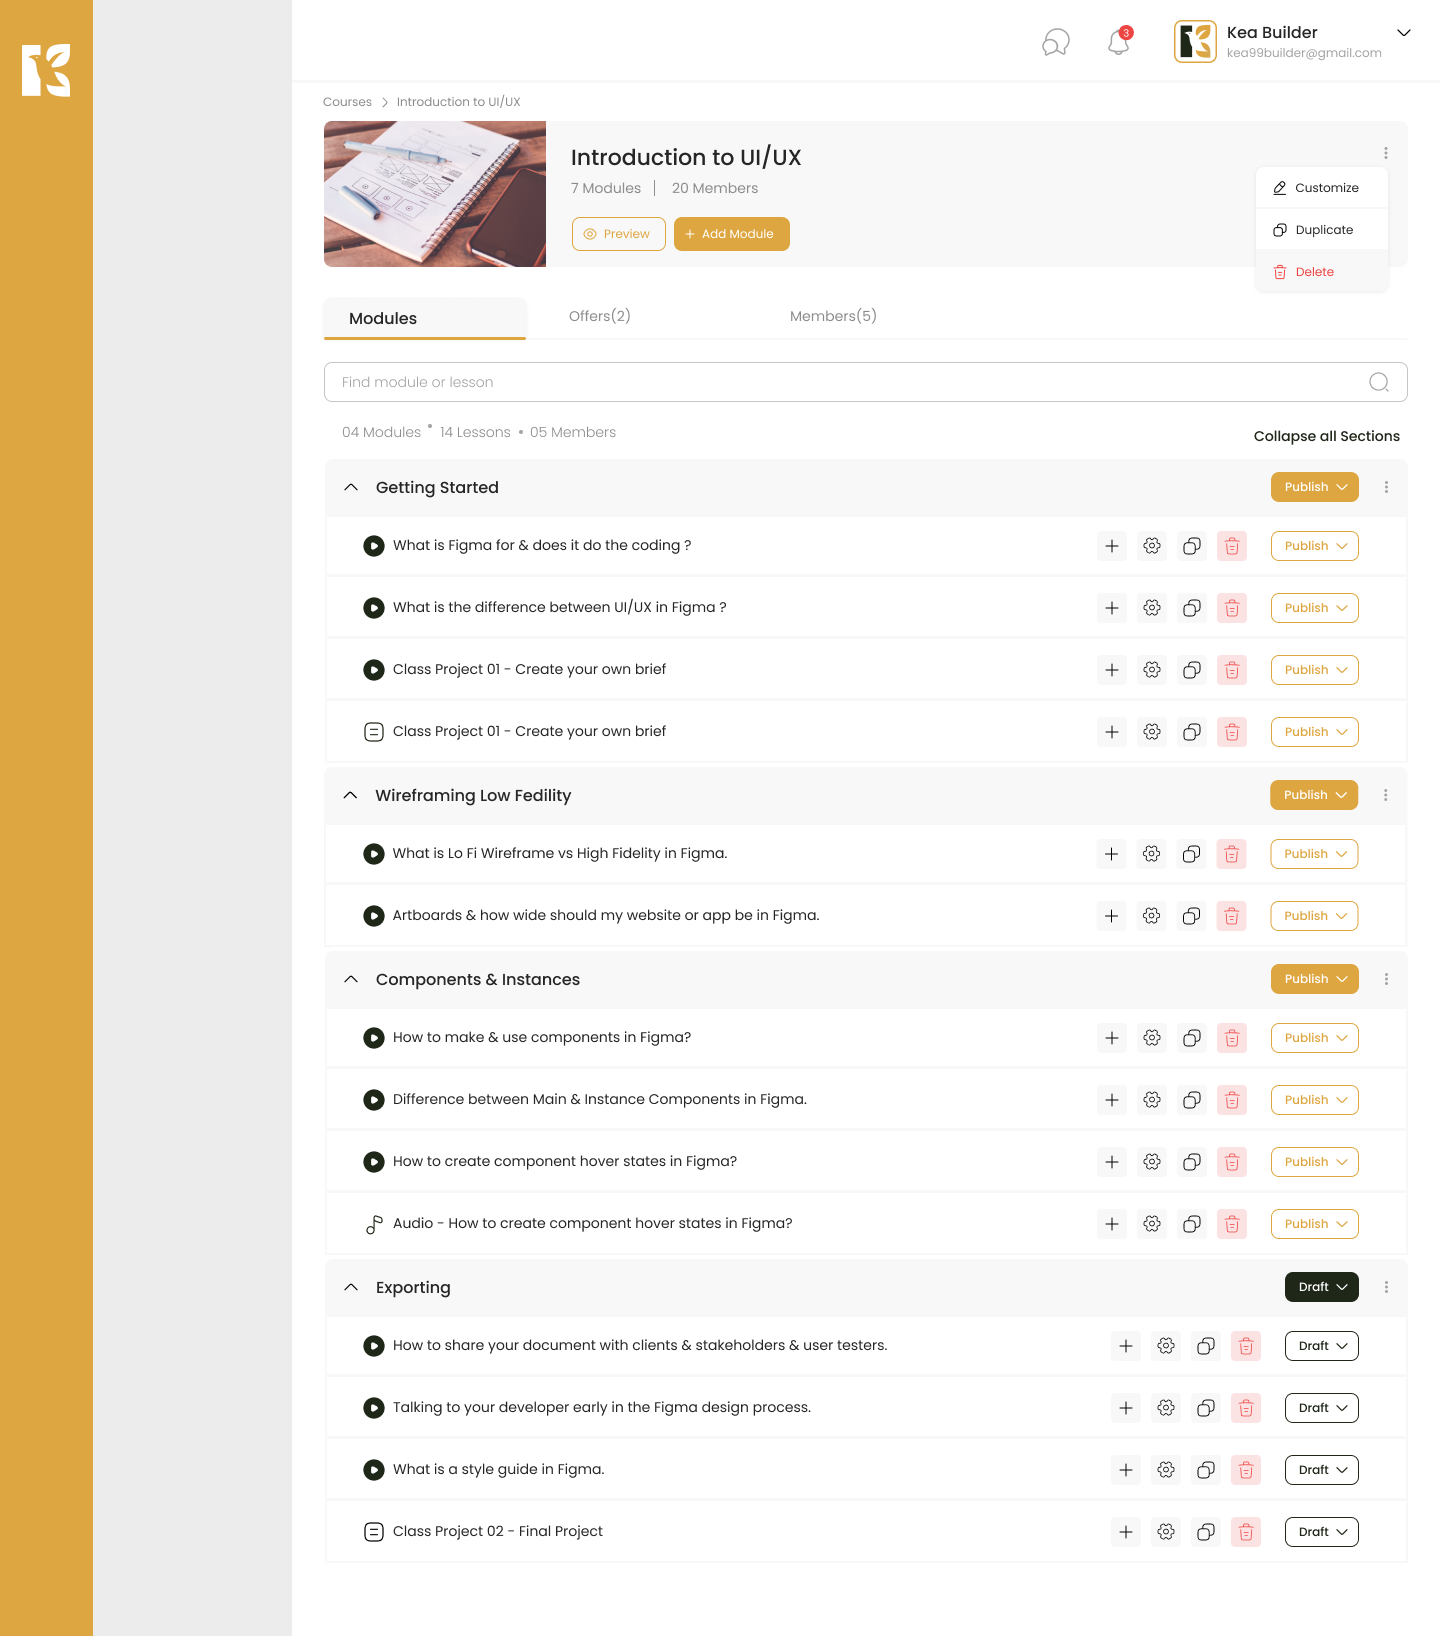 3
Kea Builder
kea99builder@gmail.com
Courses
Introduction to UI/UX
Introduction to UI/UX
7 Modules
20 Members
Preview
Add Module
Customize
Duplicate
Delete
Modules
Offers(2)
Members(5)
Find module or lesson
04 Modules • 14 Lessons • 05 Members
Collapse all Sections
Getting Started
Publish
What is Figma for & does it do the coding ?
Publish
What is the difference between UI/UX in Figma ?
Publish
Class Project 01 - Create your own brief
Publish
Class Project 01 - Create your own brief
Publish
Wireframing Low Fedility
Publish
What is Lo Fi Wireframe vs High Fidelity in Figma.
Publish
Artboards & how wide should my website or app be in Figma.
Publish
Components & Instances
Publish
How to make & use components in Figma?
Publish
Difference between Main & Instance Components in Figma.
Publish
How to create component hover states in Figma?
Publish
Audio - How to create component hover states in Figma?
Publish
Exporting
Draft
How to share your document with clients & stakeholders & user testers.
Draft
Talking to your developer early in the Figma design process.
Draft
What is a style guide in Figma.
Draft
Class Project 02 - Final Project
Draft